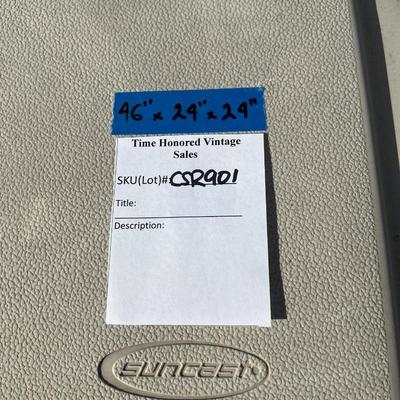 46" x 24" x 24"
Time Honored Vintage
Sales
SKU(Lot)#: CSR901
Title:
Description:
SUNCAST